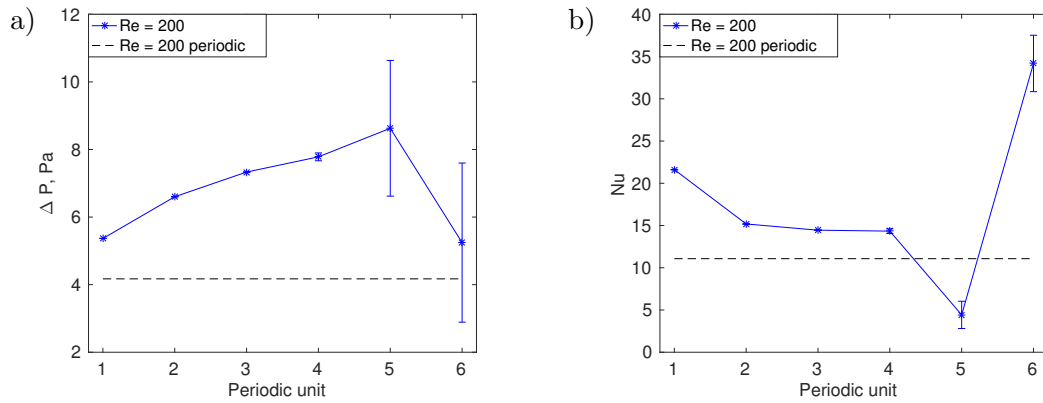 a)
Re = 200
Re = 200 periodic
Δ P, Pa
12
10
8
6
4
2
1 2 3 4 5 6
Periodic unit
b)
Re = 200
Re = 200 periodic
Nu
40
35
30
25
20
15
10
5
0
1 2 3 4 5 6
Periodic unit